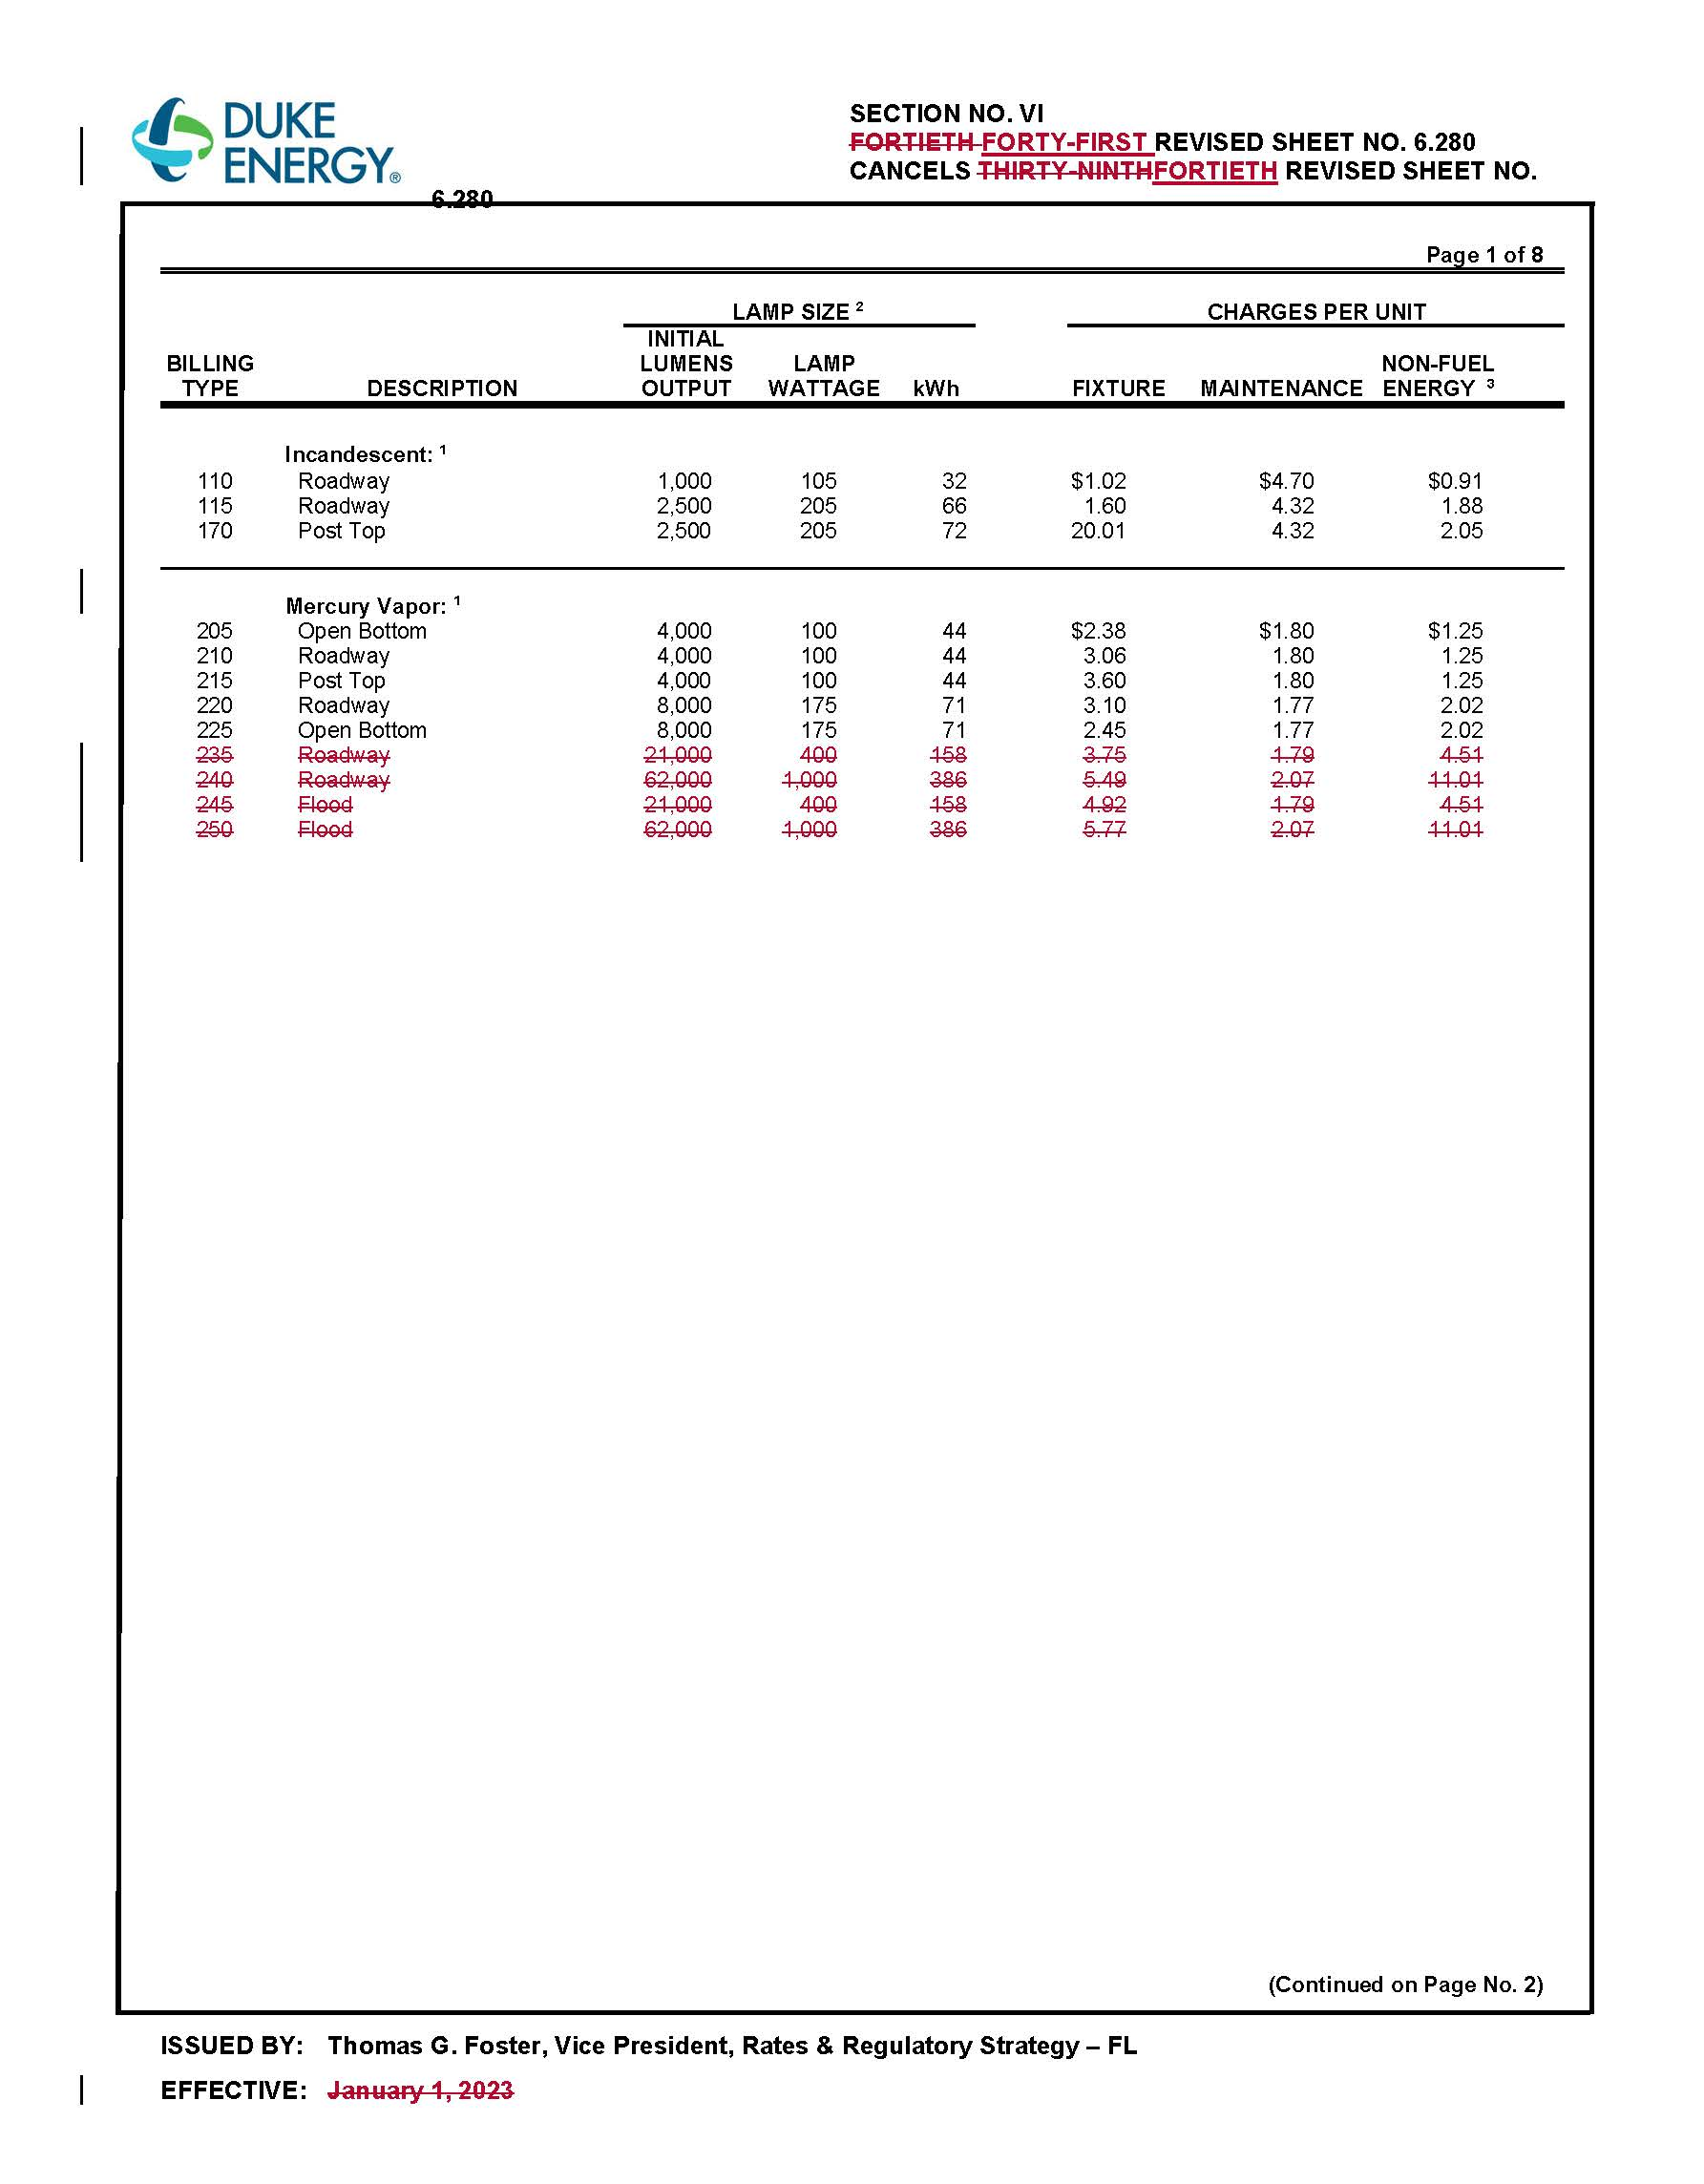 DUKE
ENERGY®
SECTION NO. VI
FORTIETH FORTY-FIRST REVISED SHEET NO. 6.280
CANCELS THIRTY-NINTHFORTIETH REVISED SHEET NO.
6.280
Page 1 of 8
LAMP SIZE 2 CHARGES PER UNIT
INITIAL
BILLING LUMENS LAMP NON-FUEL
TYPE DESCRIPTION OUTPUT WATTAGE kWh FIXTURE MAINTENANCE ENERGY 3
Incandescent: 1
110 Roadway 1,000 105 32 $1.02 $4.70 $0.91
115 Roadway 2,500 205 66 1.60 4.32 1.88
170 Post Top 2,500 205 72 20.01 4.32 2.05
Mercury Vapor: 1
205 Open Bottom 4,000 100 44 $2.38 $1.80 $1.25
210 Roadway 4,000 100 44 3.06 1.80 1.25
215 Post Top 4,000 100 44 3.60 1.80 1.25
220 Roadway 8,000 175 71 3.10 1.77 2.02
225 Open Bottom 8,000 175 71 2.45 1.77 2.02
235 Roadway 21,000 400 158 3.75 1.79 4.51
240 Roadway 62,000 1,000 386 5.49 2.07 11.01
245 Flood 21,000 400 158 4.92 1.79 4.51
250 Flood 62,000 1,000 386 5.77 2.07 11.01
(Continued on Page No. 2)
ISSUED BY: Thomas G. Foster, Vice President, Rates & Regulatory Strategy – FL
EFFECTIVE: January 1, 2023